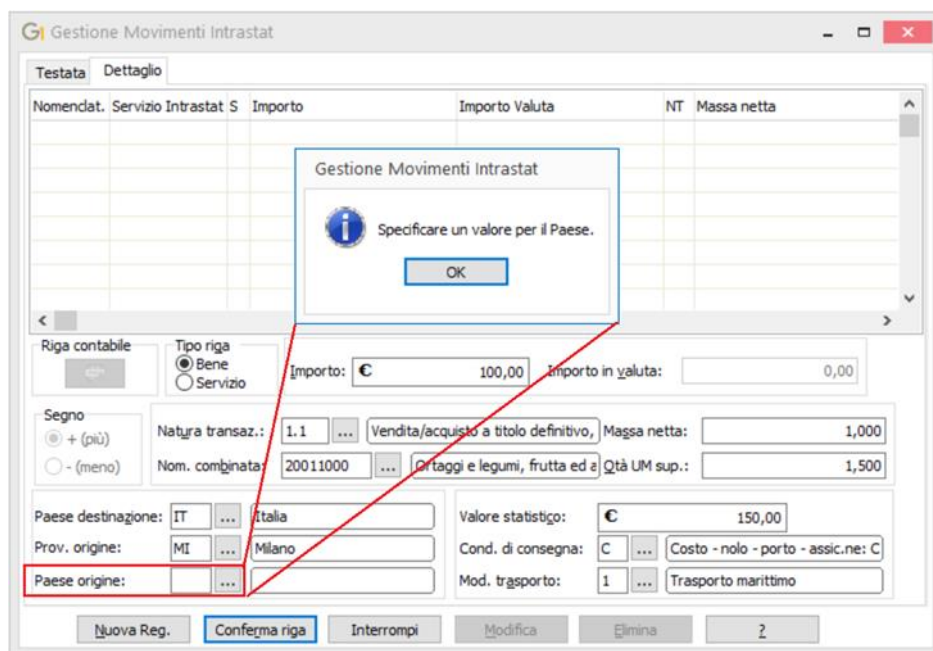 Gestione Movimenti Intrastat
Testata Dettaglio
Nomenclat. Servizio Intrastat S Importo Importo Valuta NT Massa netta
Gestione Movimenti Intrastat
Specificare un valore per il Paese.
OK
Riga contabile Tipo riga
Bene
Servizio
Importo: € 100,00 Importo in valuta: 0,00
Segno
+ (più)
- (meno)
Natura transaz.: 1.1 ... Vendita/acquisto a titolo definitivo, Massa netta: 1,000
Nom. combinata: 20011000 ... Ortaggi e legumi, frutta ed a Qtà UM sup.: 1,500
Paese destinazione: IT ... Italia Valore statistico: € 150,00
Prov. origine: MI ... Milano Cond. di consegna: C ... Costo - nolo - porto - assic.ne: C
Paese origine: ... Mod. trasporto: 1 ... Trasporto marittimo
Nuova Reg. Conferma riga Interrompi Modifica Elimina ?